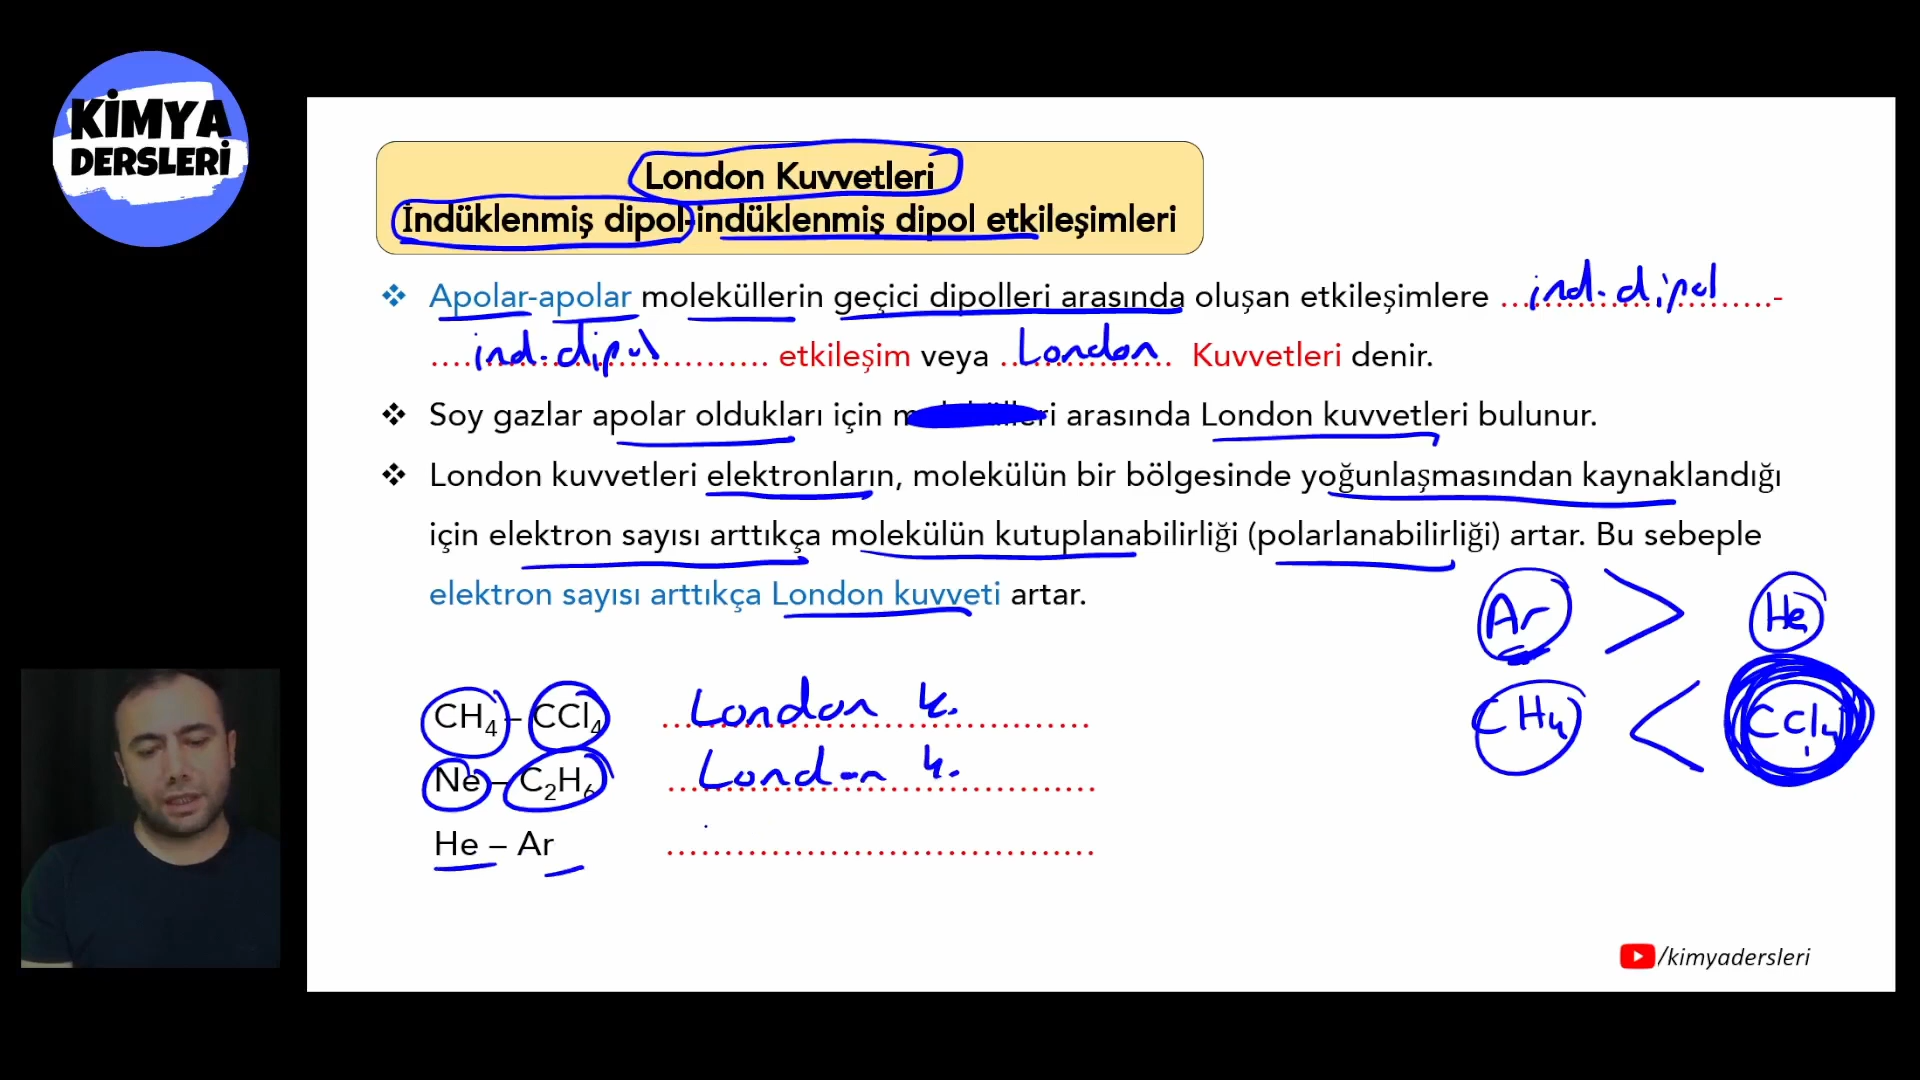 KİMYA
DERSLERİ
London Kuvvetleri
İndüklenmiş dipol-indüklenmiş dipol etkileşimleri
Apolar-apolar moleküllerin geçici dipolleri arasında oluşan etkileşimlere ind. dipol-
ind. dipol etkileşim veya London Kuvvetleri denir.
Soy gazlar apolar oldukları için arasında London kuvvetleri bulunur.
London kuvvetleri elektronların, molekülün bir bölgesinde yoğunlaşmasından kaynaklandığı
için elektron sayısı arttıkça molekülün kutuplanabilirliği (polarlanabilirliği) artar. Bu sebeple
elektron sayısı arttıkça London kuvveti artar.
Ar > He
CH₄ < CCl₄
CH₄ – CCl₄ London k.
Ne – C₂H₆ London k.
He – Ar
/kimyadersleri